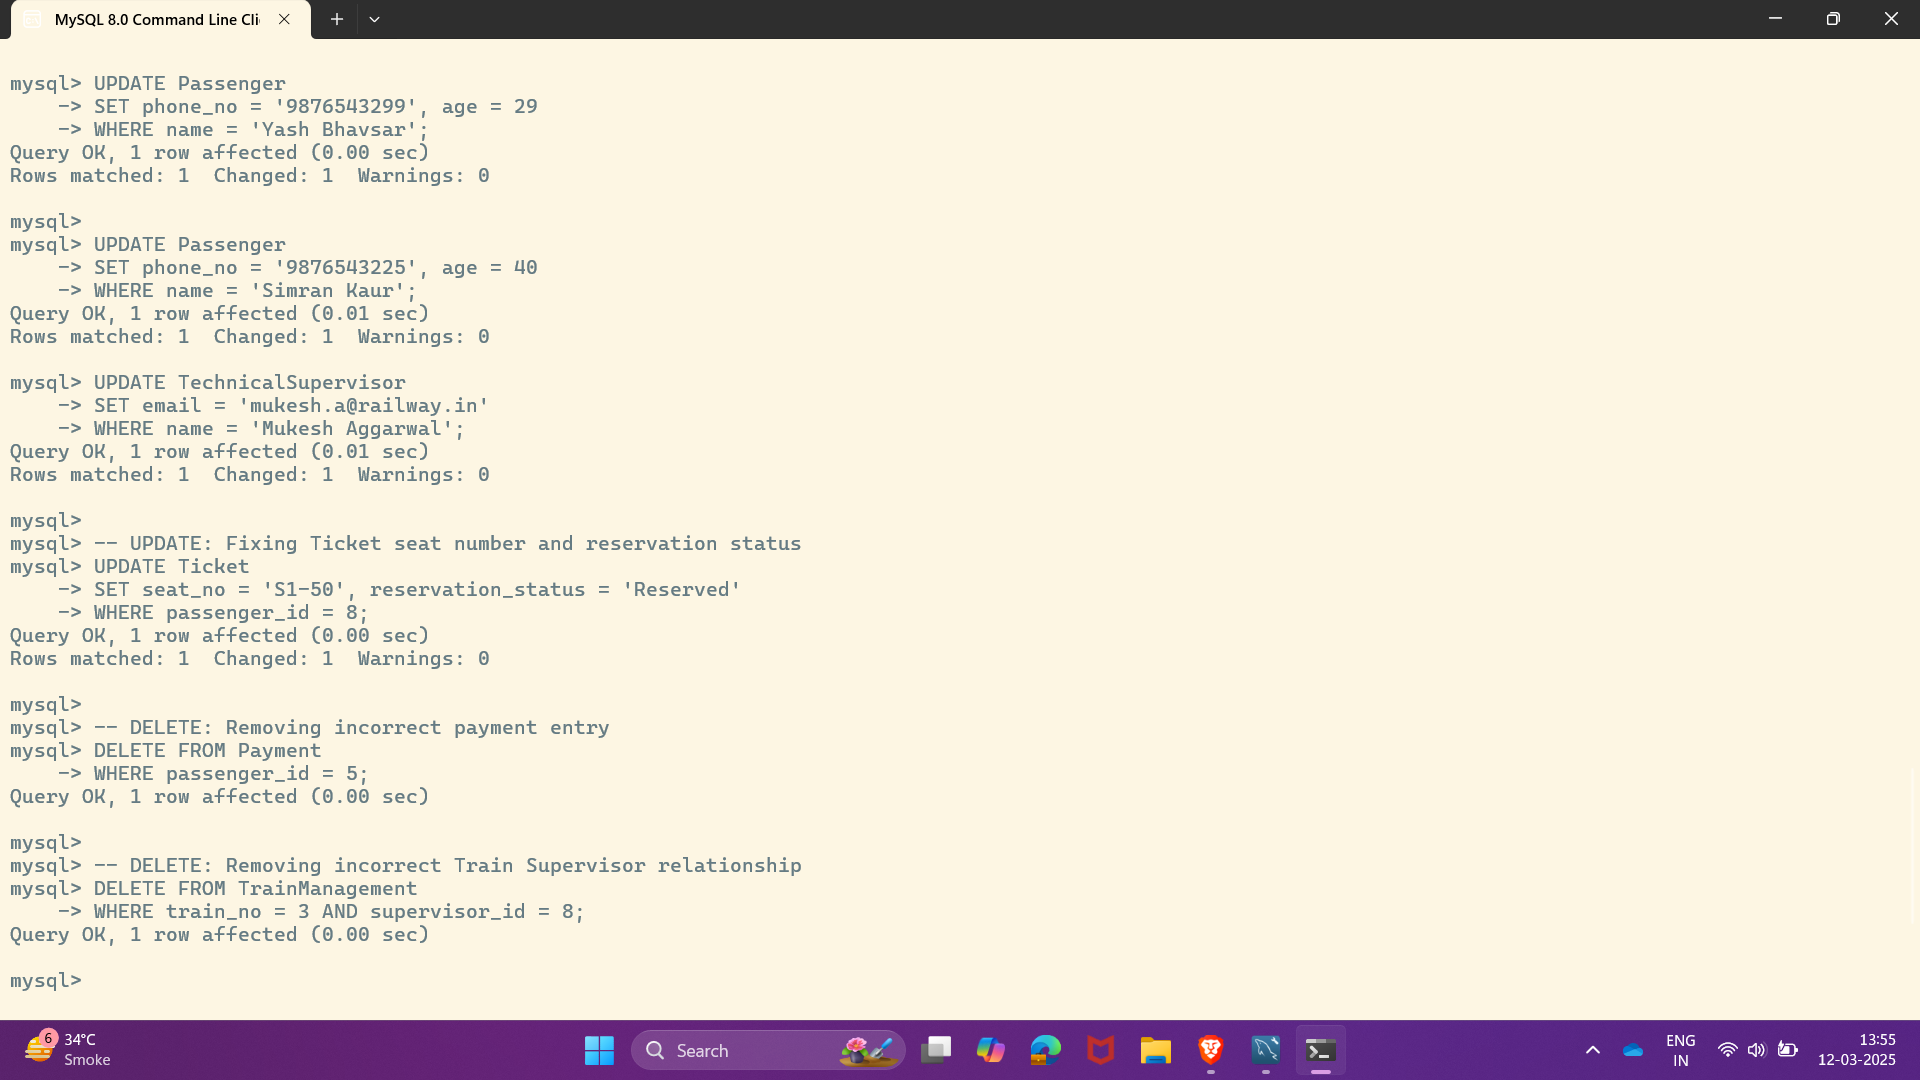 MySQL 8.0 Command Line Cli
mysql> UPDATE Passenger
    -> SET phone_no = '9876543299', age = 29
    -> WHERE name = 'Yash Bhavsar';
Query OK, 1 row affected (0.00 sec)
Rows matched: 1  Changed: 1  Warnings: 0
mysql>
mysql> UPDATE Passenger
    -> SET phone_no = '9876543225', age = 40
    -> WHERE name = 'Simran Kaur';
Query OK, 1 row affected (0.01 sec)
Rows matched: 1  Changed: 1  Warnings: 0
mysql> UPDATE TechnicalSupervisor
    -> SET email = 'mukesh.a@railway.in'
    -> WHERE name = 'Mukesh Aggarwal';
Query OK, 1 row affected (0.01 sec)
Rows matched: 1  Changed: 1  Warnings: 0
mysql>
mysql> -- UPDATE: Fixing Ticket seat number and reservation status
mysql> UPDATE Ticket
    -> SET seat_no = 'S1-50', reservation_status = 'Reserved'
    -> WHERE passenger_id = 8;
Query OK, 1 row affected (0.00 sec)
Rows matched: 1  Changed: 1  Warnings: 0
mysql>
mysql> -- DELETE: Removing incorrect payment entry
mysql> DELETE FROM Payment
    -> WHERE passenger_id = 5;
Query OK, 1 row affected (0.00 sec)
mysql>
mysql> -- DELETE: Removing incorrect Train Supervisor relationship
mysql> DELETE FROM TrainManagement
    -> WHERE train_no = 3 AND supervisor_id = 8;
Query OK, 1 row affected (0.00 sec)
mysql>
6
34°C
Smoke
Search
ENG
IN
13:55
12-03-2025